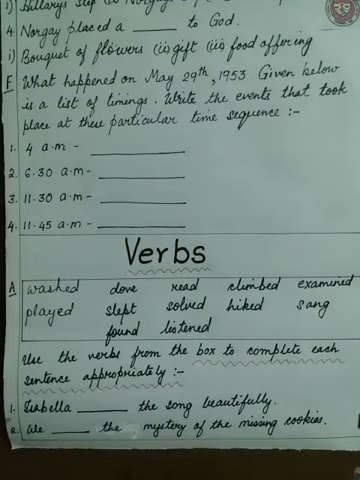 i) Hillarys step
4. Norgay placed a ______ to God.
i) Bouquet of flowers (ii) gift (iii) food offering
F What happened on May 29th, 1953 Given below
is a list of timings. Write the events that took
place at these particular time sequence :-
1. 4 a.m - ______
2. 6.30 a.m - ______
3. 11.30 a.m - ______
4. 11.45 a.m - ______
Verbs
A washed dove read climbed examined
played slept solved hiked sang
found listened
Use the verbs from the box to complete each
sentence appropriately :-
1. Isabella ______ the song beautifully.
2. We ______ the mystery of the missing cookies.